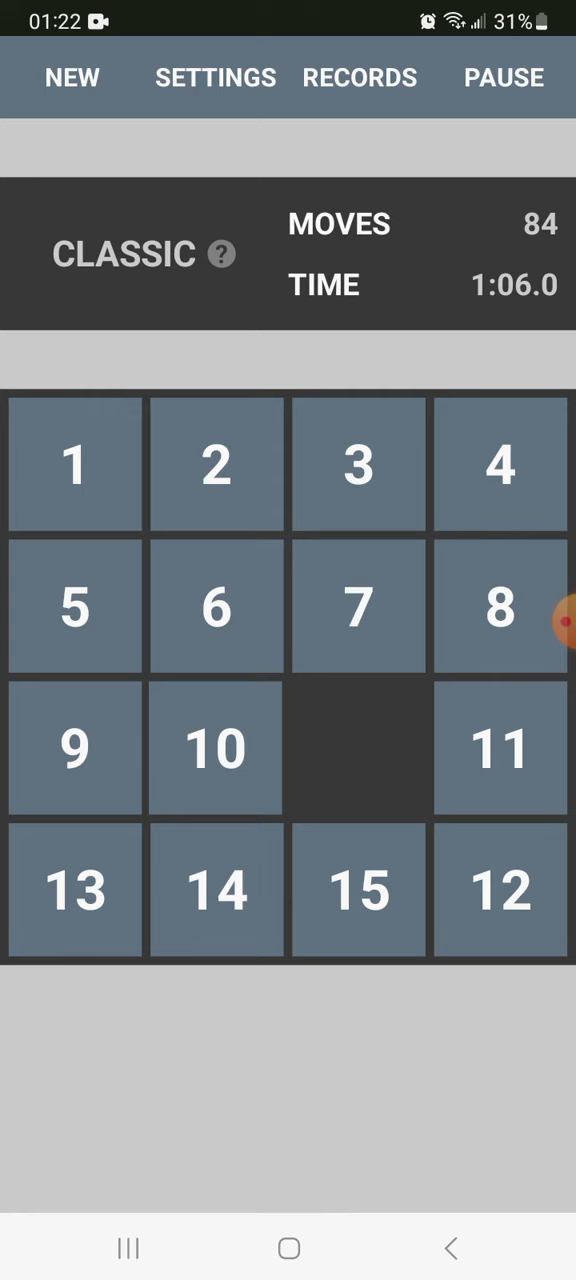 01:22 31%
NEW SETTINGS RECORDS PAUSE
CLASSIC ?
MOVES 84
TIME 1:06.0
1 2 3 4
5 6 7 8
9 10 11
13 14 15 12